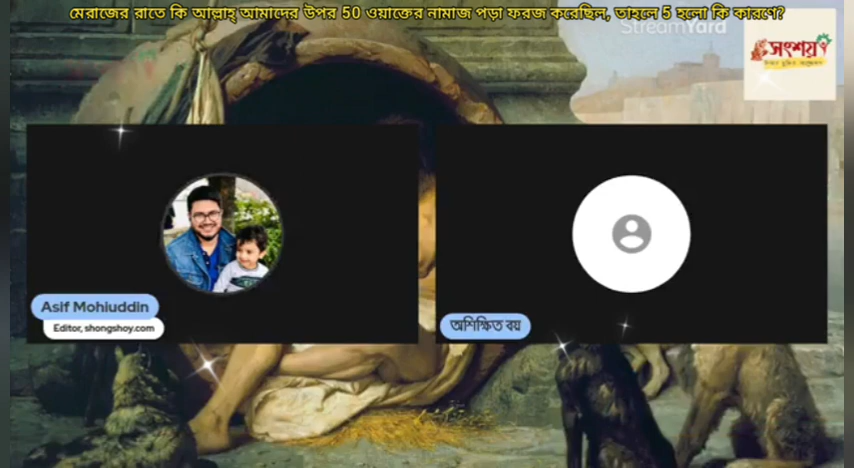 মেরাজের রাতে কি আল্লাহ্ আমাদের উপর 50 ওয়াক্তের নামাজ পড়া ফরজ করেছিল, তাহলে 5 হলো কি কারণে?
StreamYard
সংশয়
Asif Mohiuddin
Editor, shongshoy.com
অশিক্ষিত বয়